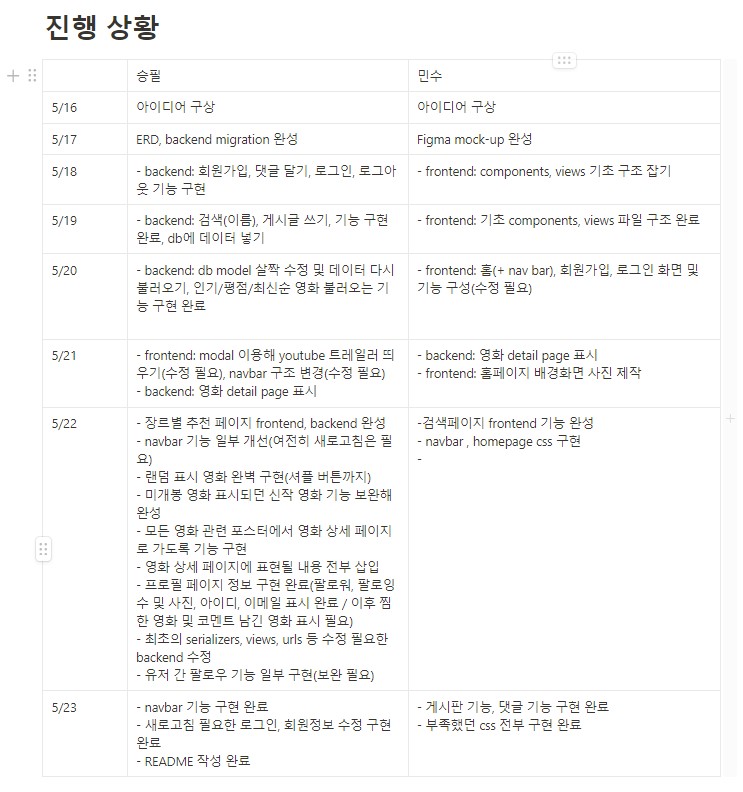 진행 상황
승필
민수
5/16
아이디어 구상
아이디어 구상
5/17
ERD, backend migration 완성
Figma mock-up 완성
5/18
- backend: 회원가입, 댓글 달기, 로그인, 로그아
웃 기능 구현
- frontend: components, views 기초 구조 잡기
5/19
- backend: 검색(이름), 게시글 쓰기, 기능 구현
완료, db에 데이터 넣기
- frontend: 기초 components, views 파일 구조 완료
5/20
- backend: db model 살짝 수정 및 데이터 다시
불러오기, 인기/평점/최신순 영화 불러오는 기
능 구현 완료
- frontend: 홈(+ nav bar), 회원가입, 로그인 화면 및
기능 구성(수정 필요)
5/21
- frontend: modal 이용해 youtube 트레일러 띄
우기(수정 필요), navbar 구조 변경(수정 필요)
- backend: 영화 detail page 표시
- backend: 영화 detail page 표시
- frontend: 홈페이지 배경화면 사진 제작
5/22
- 장르별 추천 페이지 frontend, backend 완성
- navbar 기능 일부 개선(여전히 새로고침은 필
요)
- 랜덤 표시 영화 완벽 구현(셔플 버튼까지)
- 미개봉 영화 표시되던 신작 영화 기능 보완해
완성
- 모든 영화 관련 포스터에서 영화 상세 페이지
로 가도록 기능 구현
- 영화 상세 페이지에 표현될 내용 전부 삽입
- 프로필 페이지 정보 구현 완료(팔로워, 팔로잉
수 및 사진, 아이디, 이메일 표시 완료 / 이후 찜
한 영화 및 코멘트 남긴 영화 표시 필요)
- 최초의 serializers, views, urls 등 수정 필요한
backend 수정
- 유저 간 팔로우 기능 일부 구현(보완 필요)
-검색페이지 frontend 기능 완성
- navbar , homepage css 구현
-
5/23
- navbar 기능 구현 완료
- 새로고침 필요한 로그인, 회원정보 수정 구현
완료
- README 작성 완료
- 게시판 기능, 댓글 기능 구현 완료
- 부족했던 css 전부 구현 완료